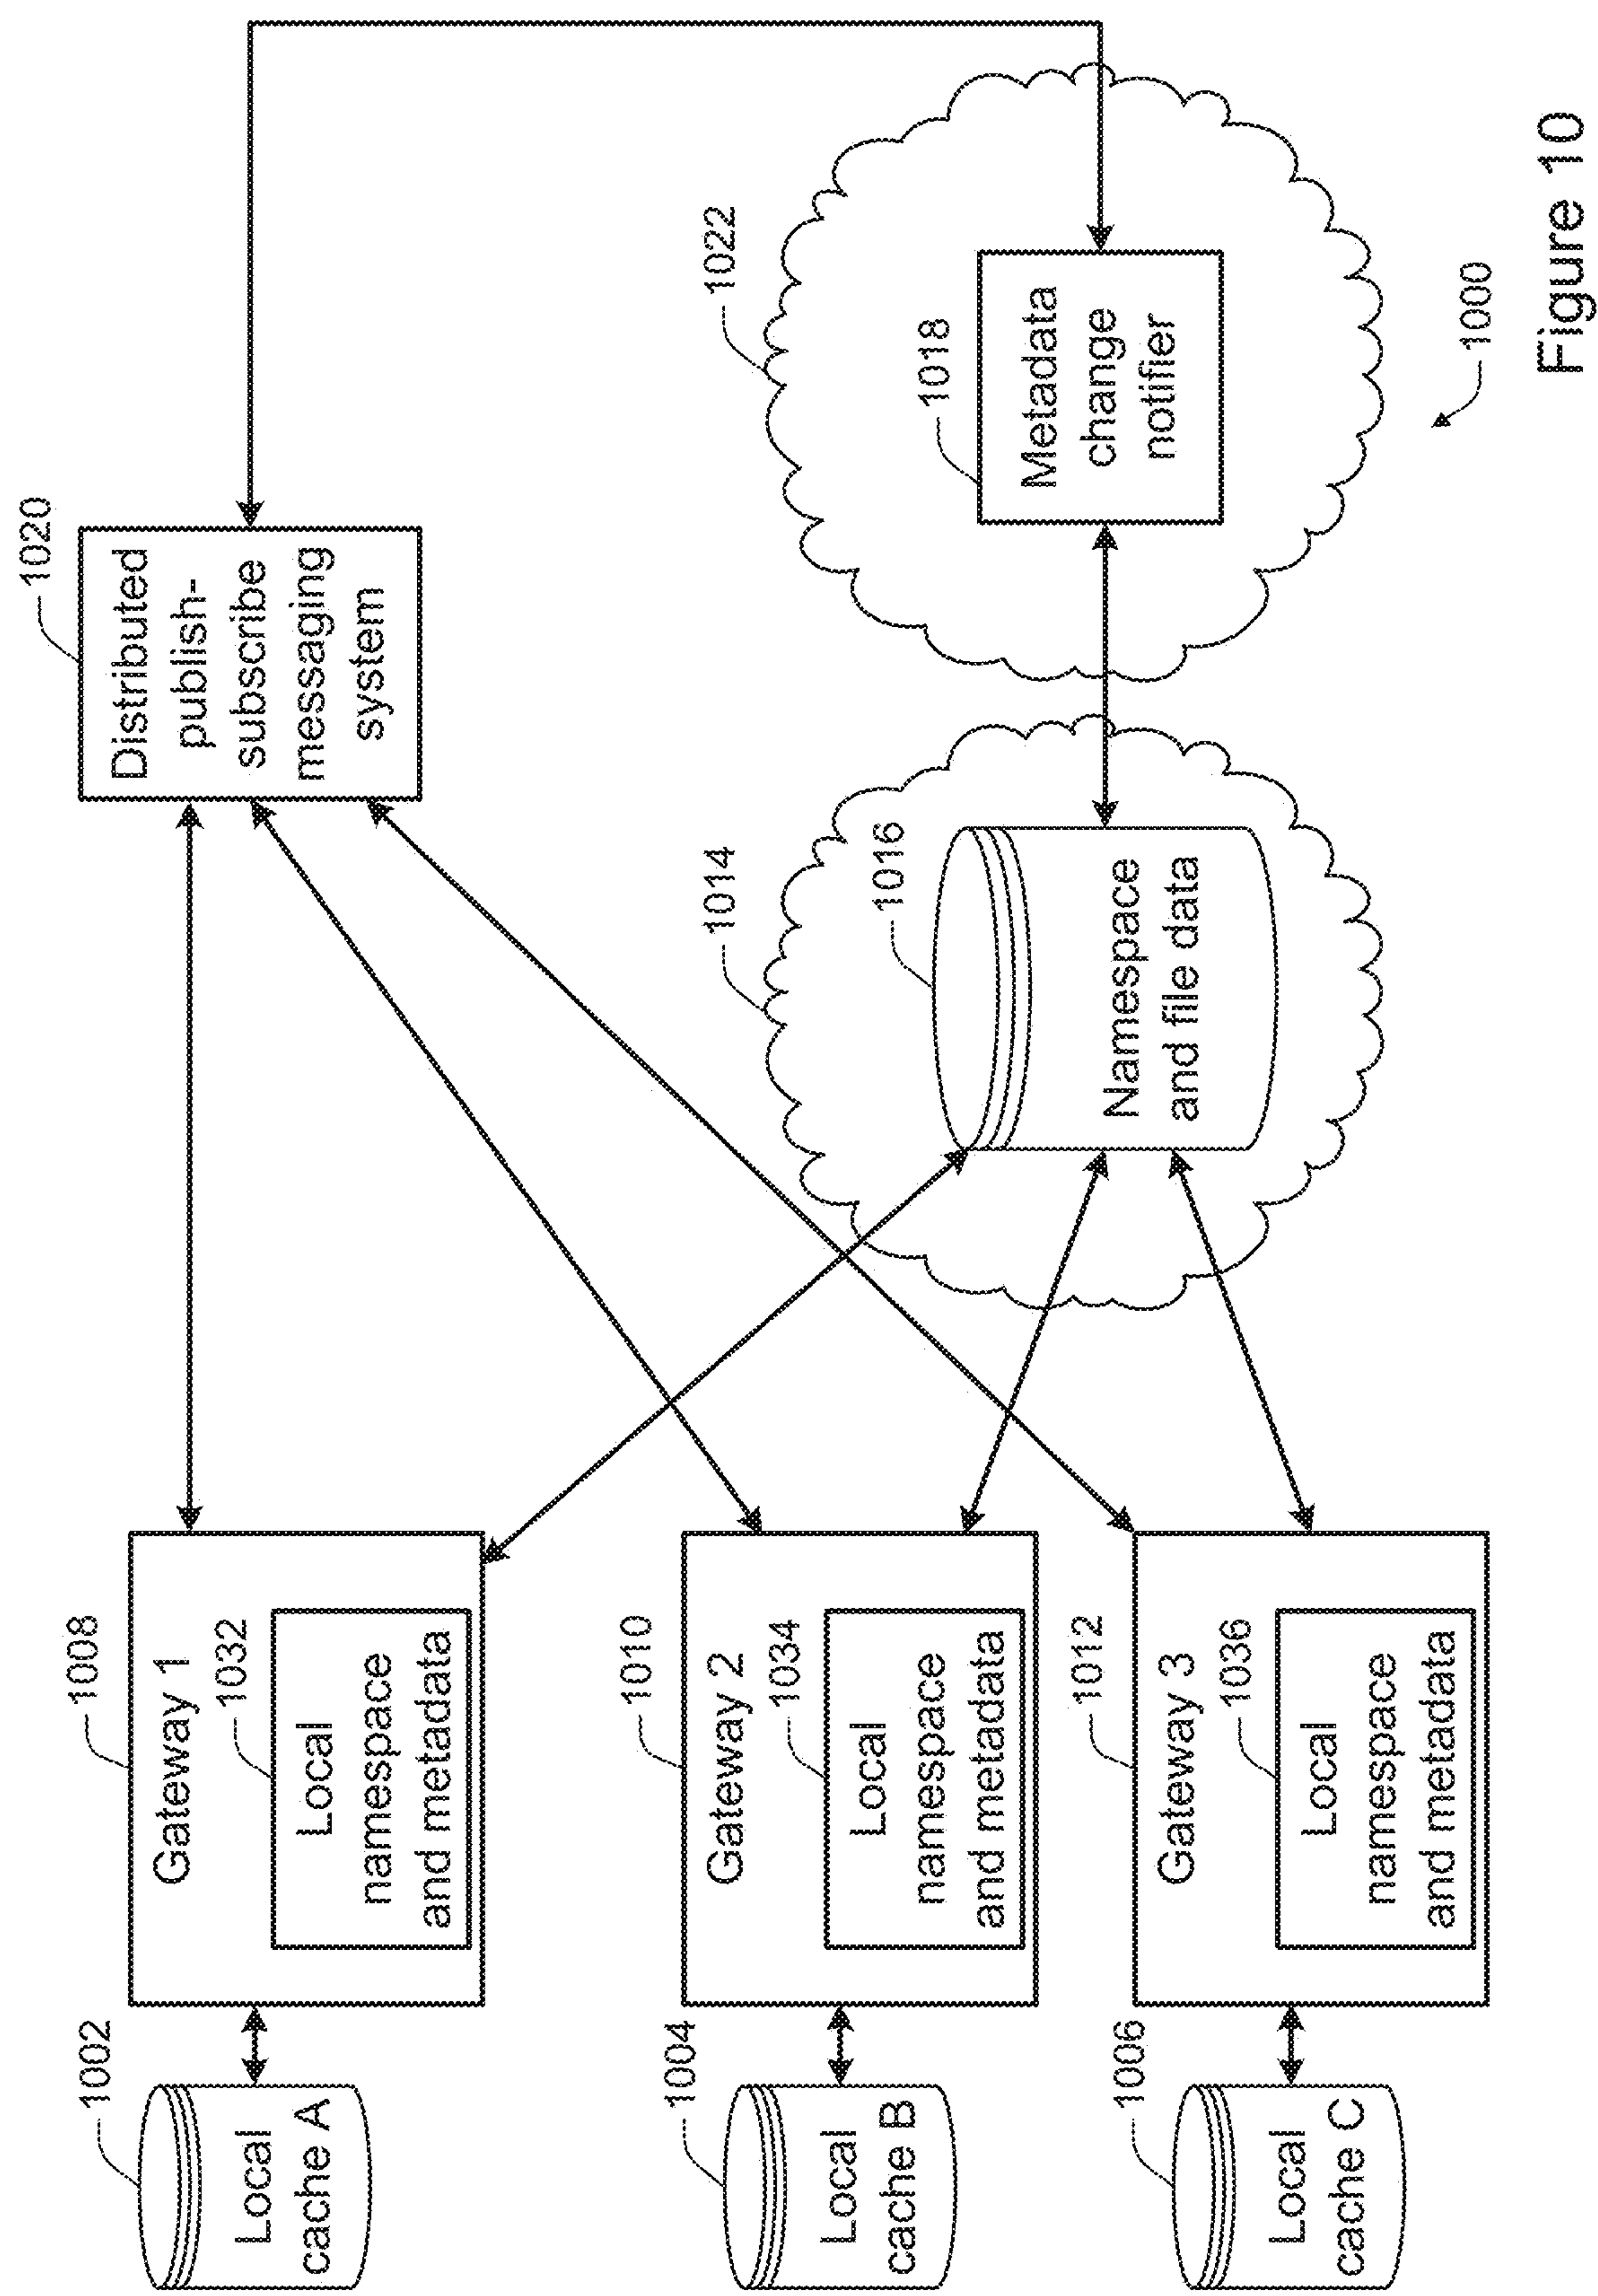 1020
Distributed
publish-
subscribe
messaging
system
1008
Gateway 1
1032
Local
namespace
and metadata
1002
Local
cache A
1010
Gateway 2
1034
Local
namespace
and metadata
1004
Local
cache B
1012
Gateway 3
1036
Local
namespace
and metadata
1006
Local
cache C
1014
1016
Namespace
and file data
1022
1018
Metadata
change
notifier
1000
Figure 10